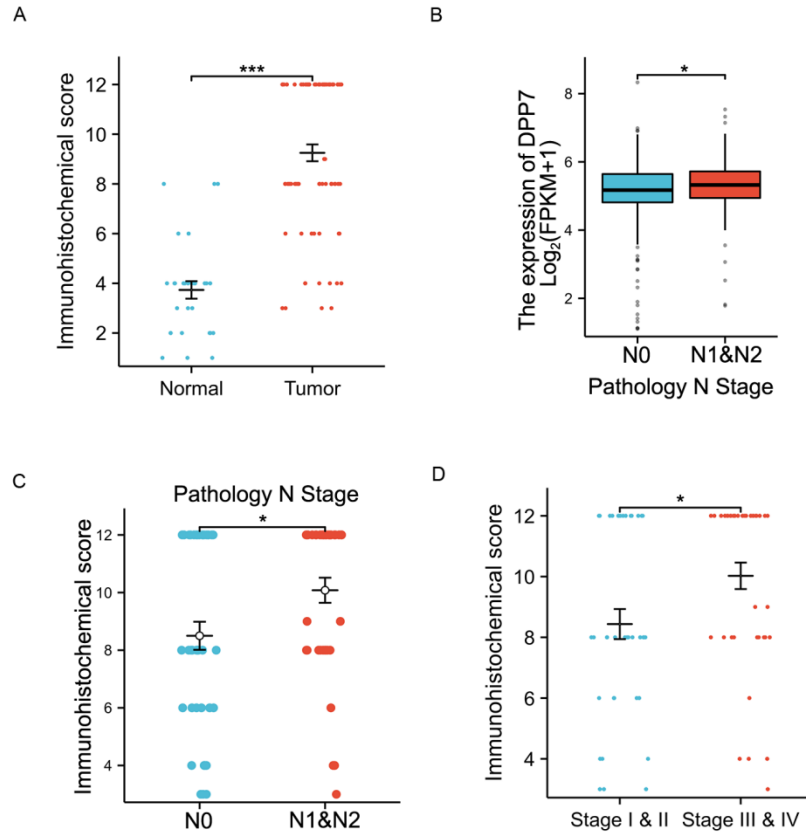 A
Immunohistochemical score
12
10
8
6
4
2
***
Normal
Tumor
B
The expression of DPP7
Log₂(FPKM+1)
8
6
4
2
*
N0
N1&N2
Pathology N Stage
C
Pathology N Stage
Immunohistochemical score
12
10
8
6
4
*
N0
N1&N2
D
Immunohistochemical score
12
10
8
6
4
*
Stage I & II
Stage III & IV